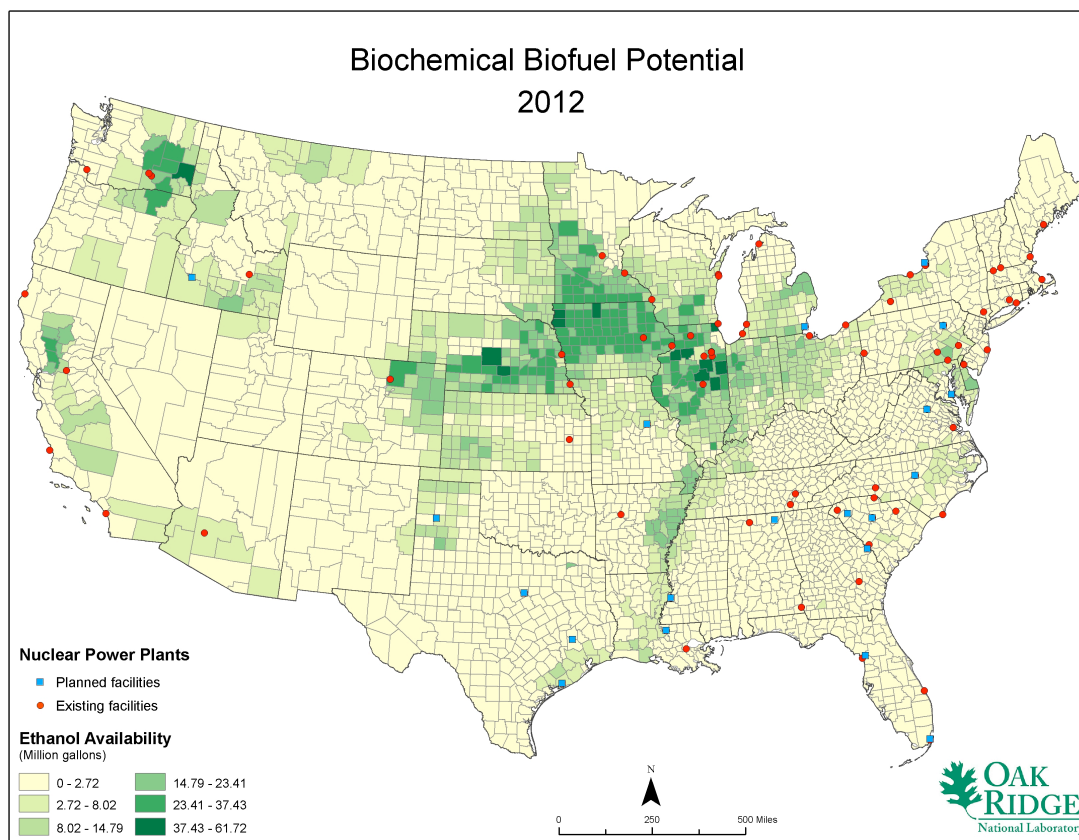 Biochemical Biofuel Potential
2012
Nuclear Power Plants
Planned facilities
Existing facilities
Ethanol Availability
(Million gallons)
0 - 2.72
14.79 - 23.41
2.72 - 8.02
23.41 - 37.43
8.02 - 14.79
37.43 - 61.72
N
0 250 500 Miles
OAK
RIDGE
National Laboratory